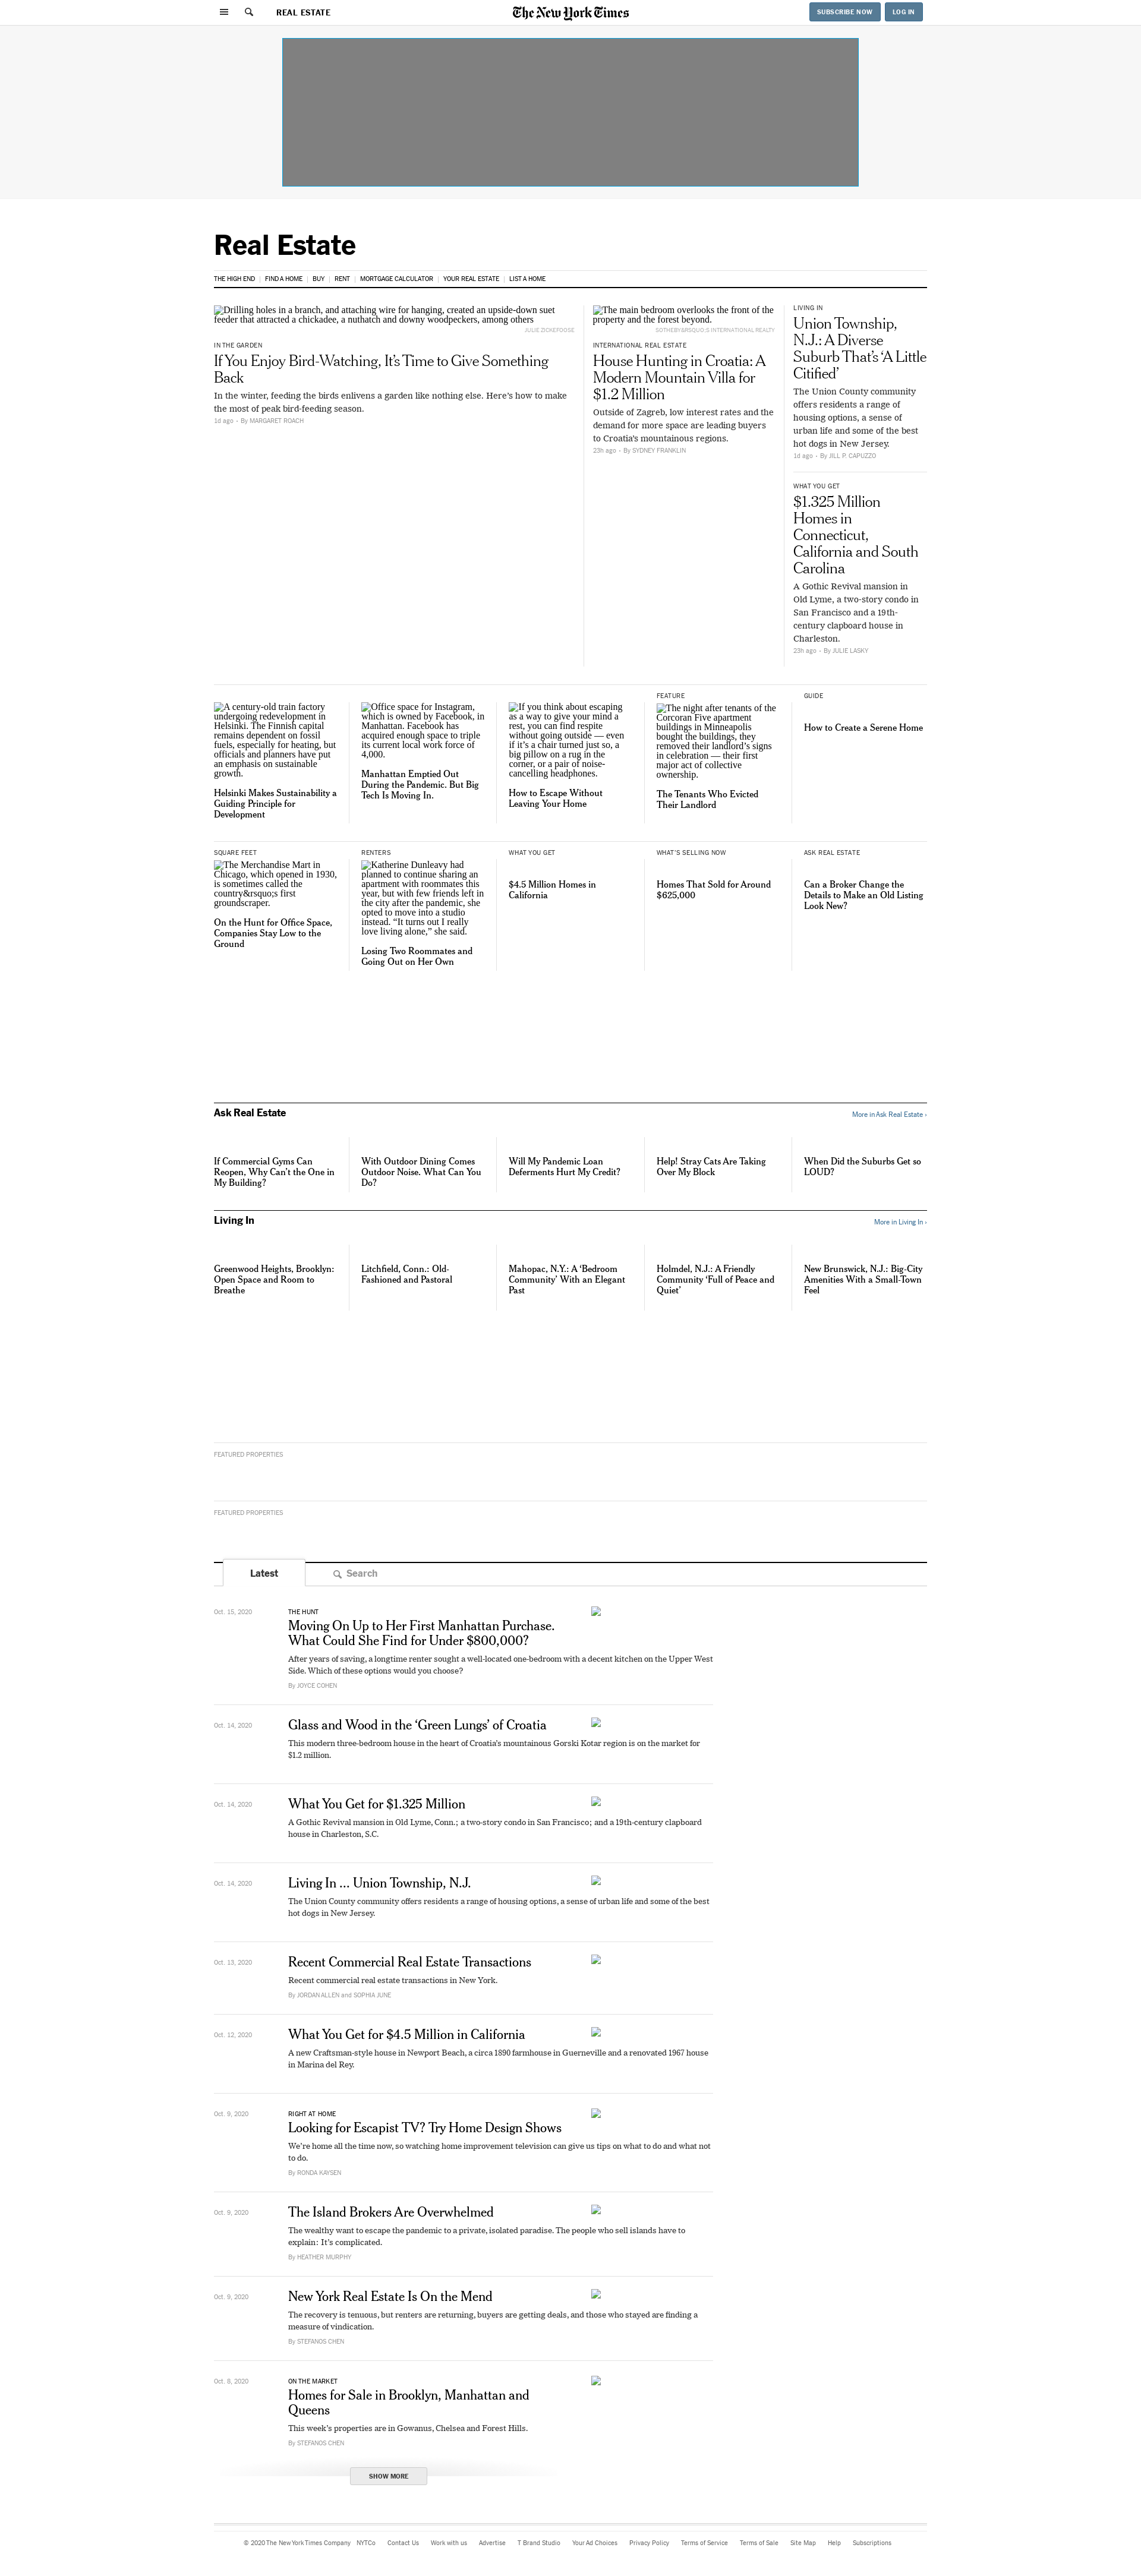 REAL ESTATE
The New York Times
SUBSCRIBE NOW
LOG IN
Real Estate
THE HIGH END
FIND A HOME
BUY
RENT
MORTGAGE CALCULATOR
YOUR REAL ESTATE
LIST A HOME
Drilling holes in a branch, and attaching wire for hanging, created an upside-down suet
feeder that attracted a chickadee, a nuthatch and downy woodpeckers, among others
JULIE ZICKEFOOSE
IN THE GARDEN
If You Enjoy Bird-Watching, It’s Time to Give Something
Back
In the winter, feeding the birds enlivens a garden like nothing else. Here’s how to make
the most of peak bird-feeding season.
1d ago • By MARGARET ROACH
The main bedroom overlooks the front of the
property and the forest beyond.
SOTHEBY&RSQUO;S INTERNATIONAL REALTY
INTERNATIONAL REAL ESTATE
House Hunting in Croatia: A
Modern Mountain Villa for
$1.2 Million
Outside of Zagreb, low interest rates and the
demand for more space are leading buyers
to Croatia’s mountainous regions.
23h ago • By SYDNEY FRANKLIN
LIVING IN
Union Township,
N.J.: A Diverse
Suburb That’s ‘A Little
Citified’
The Union County community
offers residents a range of
housing options, a sense of
urban life and some of the best
hot dogs in New Jersey.
1d ago • By JILL P. CAPUZZO
WHAT YOU GET
$1.325 Million
Homes in
Connecticut,
California and South
Carolina
A Gothic Revival mansion in
Old Lyme, a two-story condo in
San Francisco and a 19th-
century clapboard house in
Charleston.
23h ago • By JULIE LASKY
A century-old train factory
undergoing redevelopment in
Helsinki. The Finnish capital
remains dependent on fossil
fuels, especially for heating, but
officials and planners have put
an emphasis on sustainable
growth.
Helsinki Makes Sustainability a
Guiding Principle for
Development
Office space for Instagram,
which is owned by Facebook, in
Manhattan. Facebook has
acquired enough space to triple
its current local work force of
4,000.
Manhattan Emptied Out
During the Pandemic. But Big
Tech Is Moving In.
If you think about escaping
as a way to give your mind a
rest, you can find respite
without going outside — even
if it’s a chair turned just so, a
big pillow on a rug in the
corner, or a pair of noise-
cancelling headphones.
How to Escape Without
Leaving Your Home
FEATURE
The night after tenants of the
Corcoran Five apartment
buildings in Minneapolis
bought the buildings, they
removed their landlord’s signs
in celebration — their first
major act of collective
ownership.
The Tenants Who Evicted
Their Landlord
GUIDE
How to Create a Serene Home
SQUARE FEET
The Merchandise Mart in
Chicago, which opened in 1930,
is sometimes called the
country&rsquo;s first
groundscraper.
On the Hunt for Office Space,
Companies Stay Low to the
Ground
RENTERS
Katherine Dunleavy had
planned to continue sharing an
apartment with roommates this
year, but with few friends left in
the city after the pandemic, she
opted to move into a studio
instead. “It turns out I really
love living alone,” she said.
Losing Two Roommates and
Going Out on Her Own
WHAT YOU GET
$4.5 Million Homes in
California
WHAT’S SELLING NOW
Homes That Sold for Around
$625,000
ASK REAL ESTATE
Can a Broker Change the
Details to Make an Old Listing
Look New?
Ask Real Estate
More in Ask Real Estate ›
If Commercial Gyms Can
Reopen, Why Can’t the One in
My Building?
With Outdoor Dining Comes
Outdoor Noise. What Can You
Do?
Will My Pandemic Loan
Deferments Hurt My Credit?
Help! Stray Cats Are Taking
Over My Block
When Did the Suburbs Get so
LOUD?
Living In
More in Living In ›
Greenwood Heights, Brooklyn:
Open Space and Room to
Breathe
Litchfield, Conn.: Old-
Fashioned and Pastoral
Mahopac, N.Y.: A ‘Bedroom
Community’ With an Elegant
Past
Holmdel, N.J.: A Friendly
Community ‘Full of Peace and
Quiet’
New Brunswick, N.J.: Big-City
Amenities With a Small-Town
Feel
FEATURED PROPERTIES
FEATURED PROPERTIES
Latest
Search
Oct. 15, 2020
THE HUNT
Moving On Up to Her First Manhattan Purchase.
What Could She Find for Under $800,000?
After years of saving, a longtime renter sought a well-located one-bedroom with a decent kitchen on the Upper West
Side. Which of these options would you choose?
By JOYCE COHEN
Oct. 14, 2020
Glass and Wood in the ‘Green Lungs’ of Croatia
This modern three-bedroom house in the heart of Croatia’s mountainous Gorski Kotar region is on the market for
$1.2 million.
Oct. 14, 2020
What You Get for $1.325 Million
A Gothic Revival mansion in Old Lyme, Conn.; a two-story condo in San Francisco; and a 19th-century clapboard
house in Charleston, S.C.
Oct. 14, 2020
Living In ... Union Township, N.J.
The Union County community offers residents a range of housing options, a sense of urban life and some of the best
hot dogs in New Jersey.
Oct. 13, 2020
Recent Commercial Real Estate Transactions
Recent commercial real estate transactions in New York.
By JORDAN ALLEN and SOPHIA JUNE
Oct. 12, 2020
What You Get for $4.5 Million in California
A new Craftsman-style house in Newport Beach, a circa 1890 farmhouse in Guerneville and a renovated 1967 house
in Marina del Rey.
Oct. 9, 2020
RIGHT AT HOME
Looking for Escapist TV? Try Home Design Shows
We’re home all the time now, so watching home improvement television can give us tips on what to do and what not
to do.
By RONDA KAYSEN
Oct. 9, 2020
The Island Brokers Are Overwhelmed
The wealthy want to escape the pandemic to a private, isolated paradise. The people who sell islands have to
explain: It’s complicated.
By HEATHER MURPHY
Oct. 9, 2020
New York Real Estate Is On the Mend
The recovery is tenuous, but renters are returning, buyers are getting deals, and those who stayed are finding a
measure of vindication.
By STEFANOS CHEN
Oct. 8, 2020
ON THE MARKET
Homes for Sale in Brooklyn, Manhattan and
Queens
This week’s properties are in Gowanus, Chelsea and Forest Hills.
By STEFANOS CHEN
SHOW MORE
© 2020 The New York Times Company
NYTCo
Contact Us
Work with us
Advertise
T Brand Studio
Your Ad Choices
Privacy Policy
Terms of Service
Terms of Sale
Site Map
Help
Subscriptions